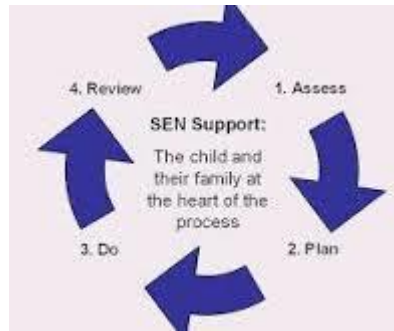 4. Review
1. Assess
SEN Support:
The child and
their family at
the heart of the
process
3. Do
2. Plan